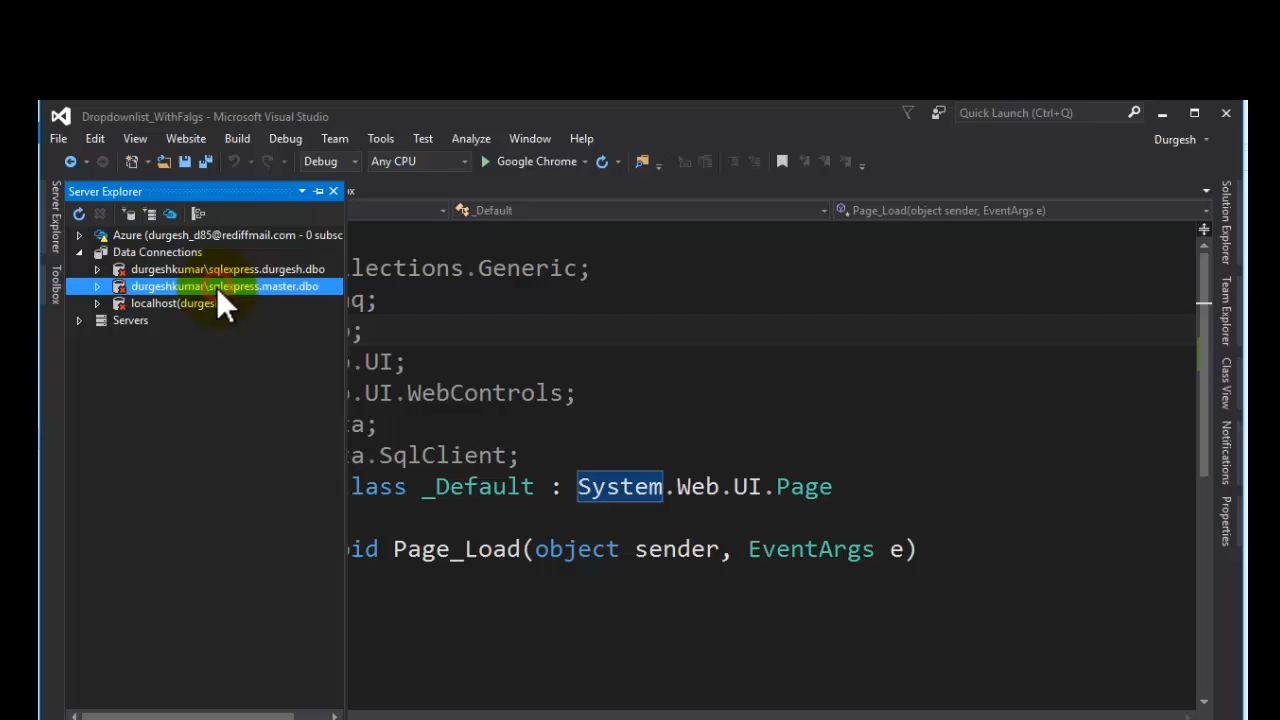 Dropdownlist_WithFalgs - Microsoft Visual Studio
Quick Launch (Ctrl+Q)
File Edit View Website Build Debug Team Tools Test Analyze Window Help
Durgesh
Debug Any CPU Google Chrome
Server Explorer
_Default
Page_Load(object sender, EventArgs e)
Azure (durgesh_d85@rediffmail.com - 0 subsc
Data Connections
durgeshkumar\sqlexpress.durgesh.dbo
durgeshkumar\sqlexpress.master.dbo
localhost(durges
Servers
Server Explorer
Toolbox
llections.Generic;
q;
;
.UI;
.UI.WebControls;
ta;
ta.SqlClient;
lass _Default : System.Web.UI.Page
id Page_Load(object sender, EventArgs e)
Solution Explorer
Team Explorer
Class View
Notifications
Properties